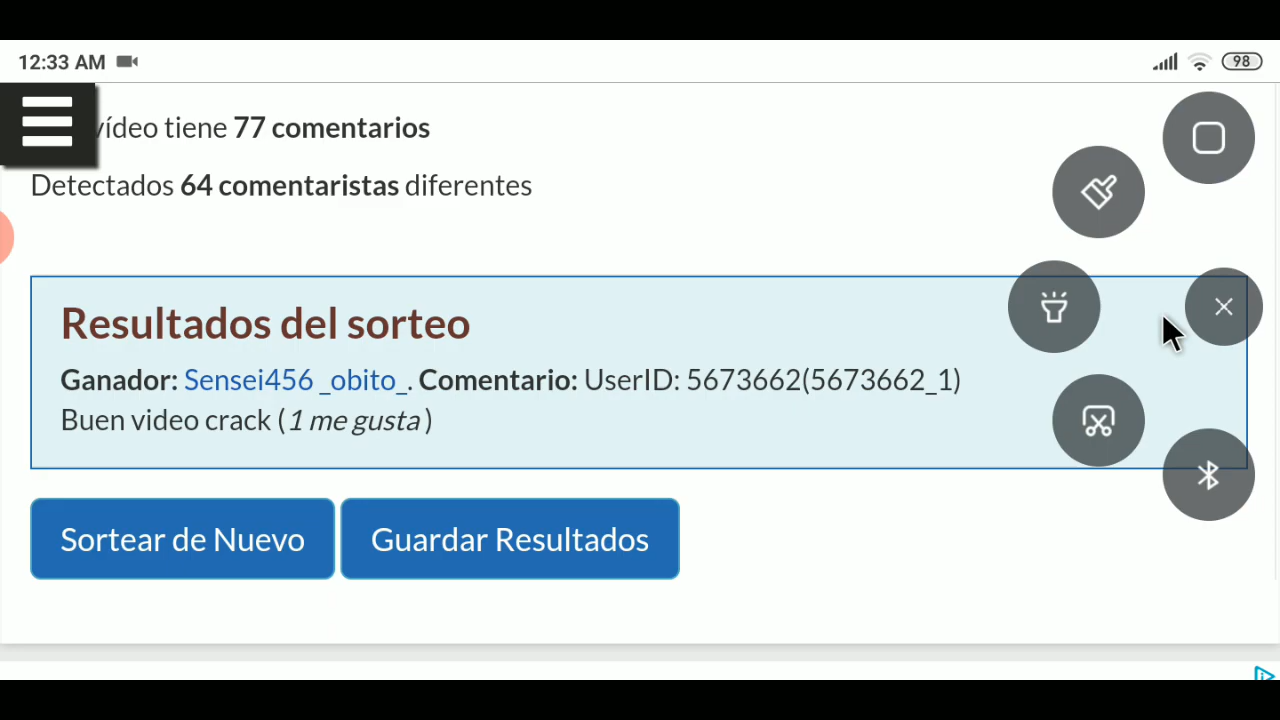 12:33 AM
98
vídeo tiene 77 comentarios
Detectados 64 comentaristas diferentes
Resultados del sorteo
Ganador: Sensei456 _obito_. Comentario: UserID: 5673662(5673662_1)
Buen video crack (1 me gusta)
Sortear de Nuevo
Guardar Resultados